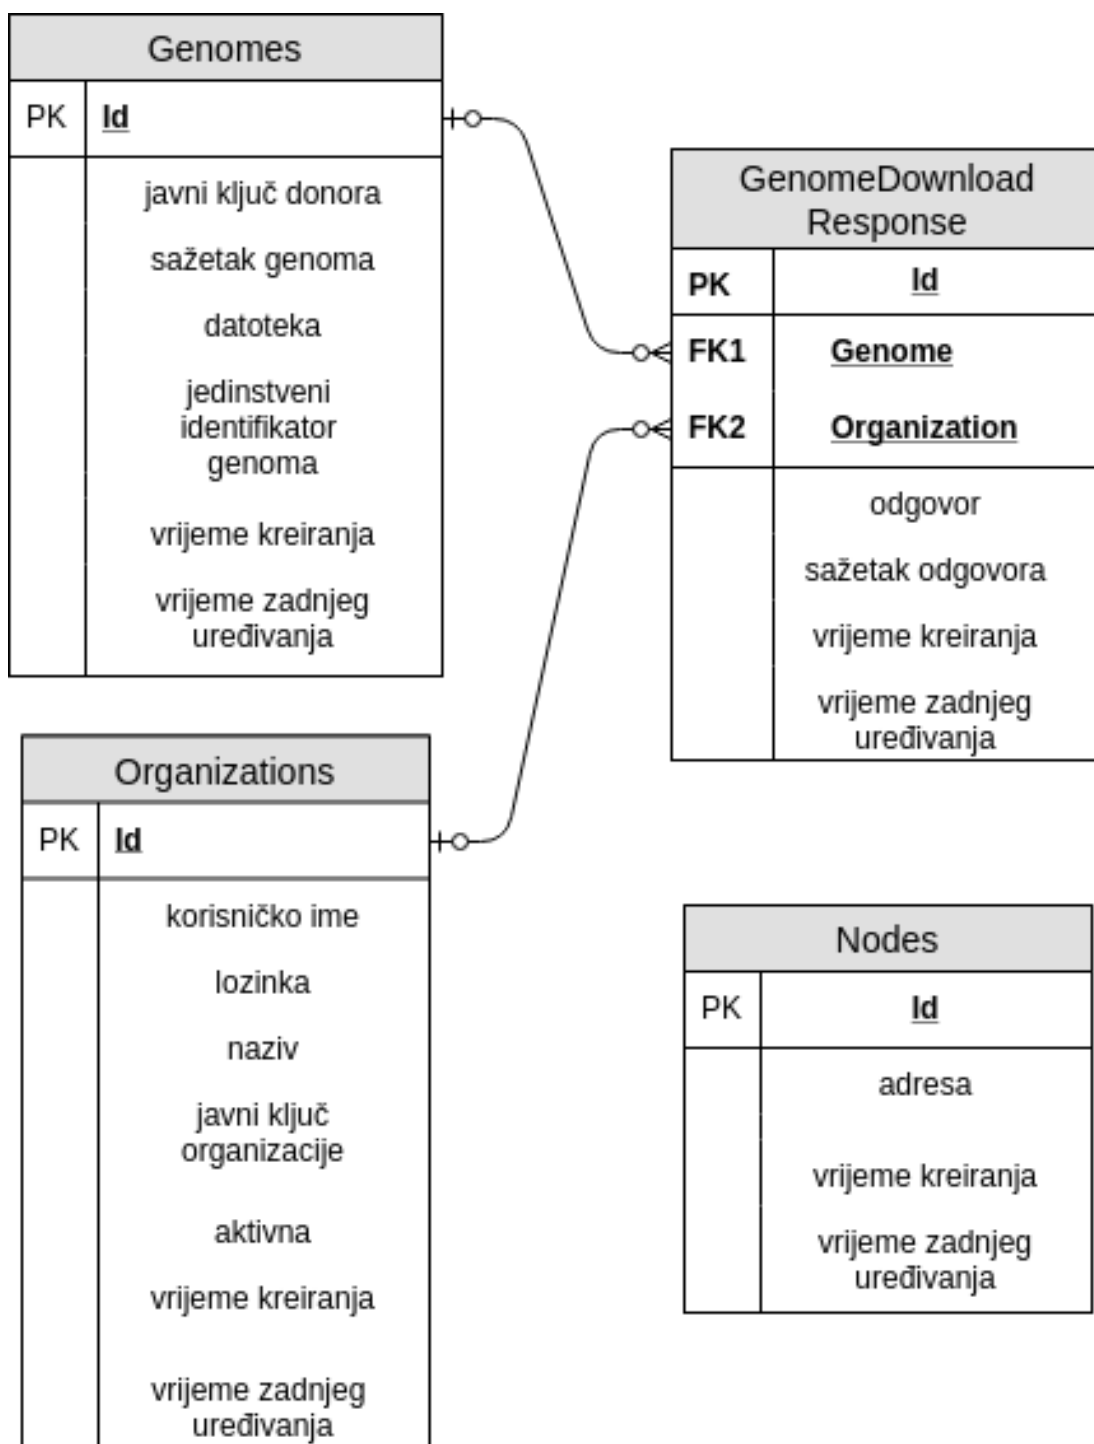 Genomes
PK Id
javni ključ donora
sažetak genoma
datoteka
jedinstveni
identifikator
genoma
vrijeme kreiranja
vrijeme zadnjeg
uređivanja
GenomeDownload
Response
PK Id
FK1 Genome
FK2 Organization
odgovor
sažetak odgovora
vrijeme kreiranja
vrijeme zadnjeg
uređivanja
Organizations
PK Id
korisničko ime
lozinka
naziv
javni ključ
organizacije
aktivna
vrijeme kreiranja
vrijeme zadnjeg
uređivanja
Nodes
PK Id
adresa
vrijeme kreiranja
vrijeme zadnjeg
uređivanja